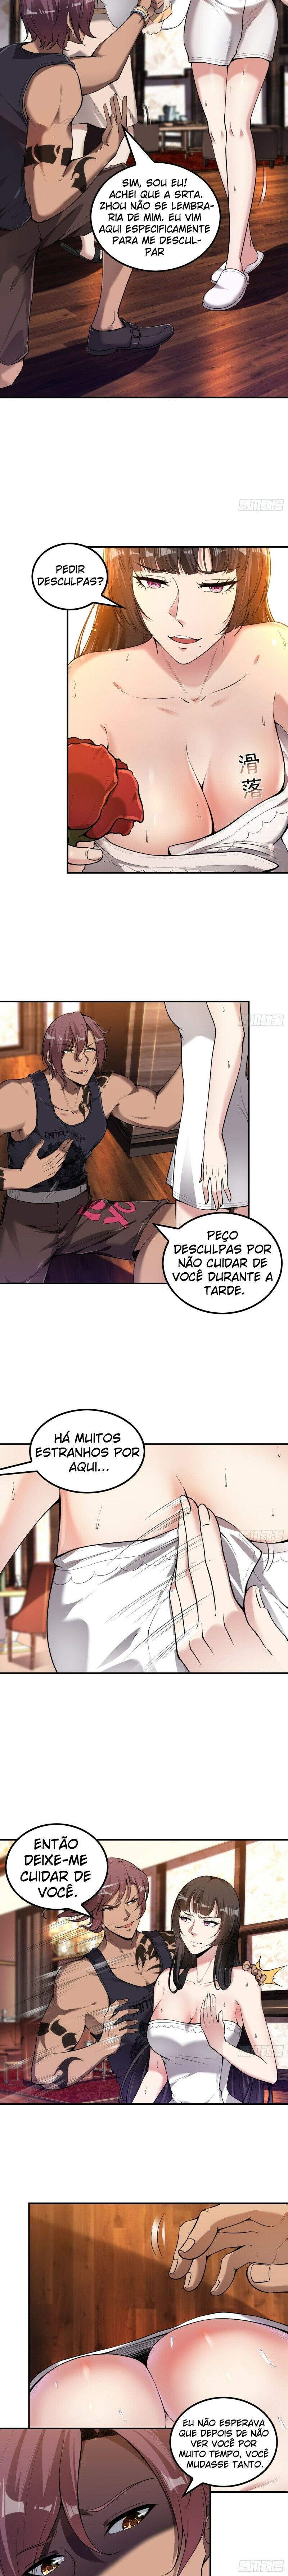 SIM, SOU EU!
ACHEI QUE A SRTA.
ZHOU NÃO SE LEMBRA-
RIA DE MIM. EU VIM
AQUI ESPECIFICAMENTE
PARA ME DESCUL-
PAR
PEDIR
DESCULPAS?
滑
落
PEÇO
DESCULPAS POR
NÃO CUIDAR DE
VOCÊ DURANTE A
TARDE.
HÁ MUITOS
ESTRANHOS POR
AQUI...
ENTÃO
DEIXE-ME
CUIDAR DE
VOCÊ.
EU NÃO ESPERAVA
QUE DEPOIS DE NÃO
VER VOCÊ POR
MUITO TEMPO, VOCÊ
MUDASSE TANTO.